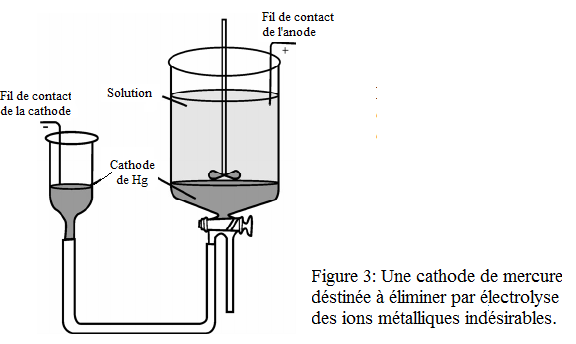 Fil de contact
de l'anode
+
Solution
Fil de contact
de la cathode
-
Cathode
de Hg
Figure 3: Une cathode de mercure
déstinée à éliminer par électrolyse
des ions métalliques indésirables.